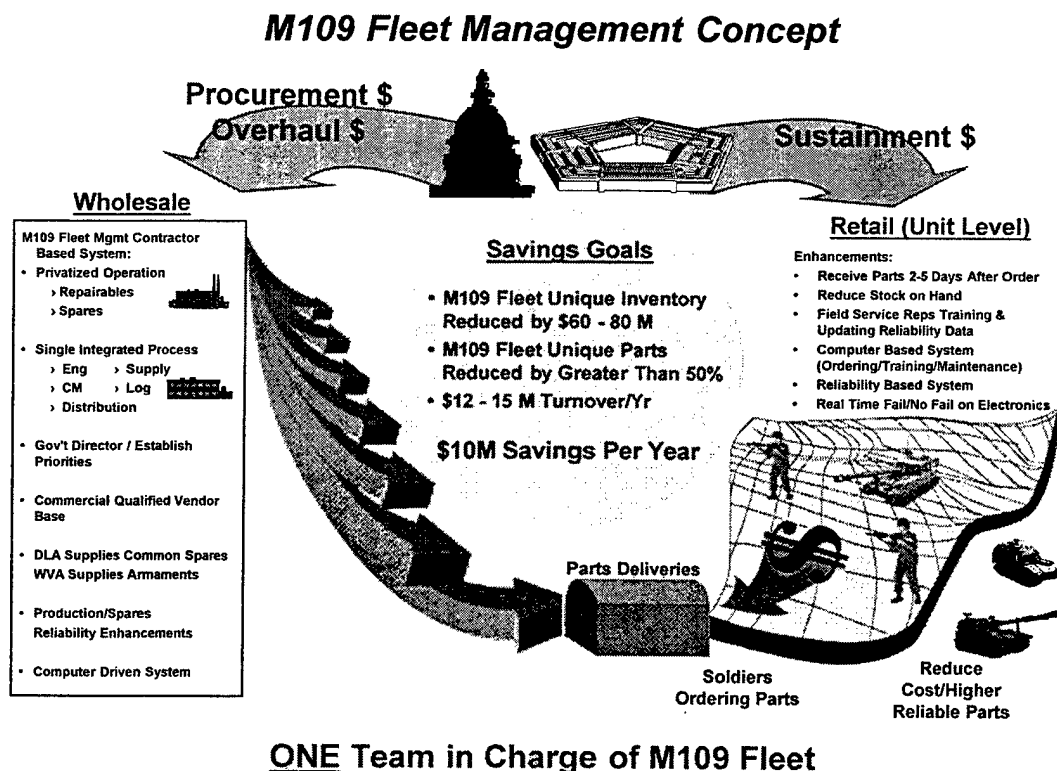 M109 Fleet Management Concept
Procurement $
Overhaul $
Sustainment $
Wholesale
M109 Fleet Mgmt Contractor
Based System:
• Privatized Operation
› Repairables
› Spares
• Single Integrated Process
› Eng › Supply
› CM › Log
› Distribution
• Gov't Director / Establish
Priorities
• Commercial Qualified Vendor
Base
• DLA Supplies Common Spares
WVA Supplies Armaments
• Production/Spares
Reliability Enhancements
• Computer Driven System
Savings Goals
• M109 Fleet Unique Inventory
Reduced by $60 - 80 M
• M109 Fleet Unique Parts
Reduced by Greater Than 50%
• $12 - 15 M Turnover/Yr
$10M Savings Per Year
Retail (Unit Level)
Enhancements:
• Receive Parts 2-5 Days After Order
• Reduce Stock on Hand
• Field Service Reps Training &
Updating Reliability Data
• Computer Based System
(Ordering/Training/Maintenance)
• Reliability Based System
• Real Time Fail/No Fail on Electronics
$
Parts Deliveries
Soldiers
Ordering Parts
Reduce
Cost/Higher
Reliable Parts
ONE Team in Charge of M109 Fleet